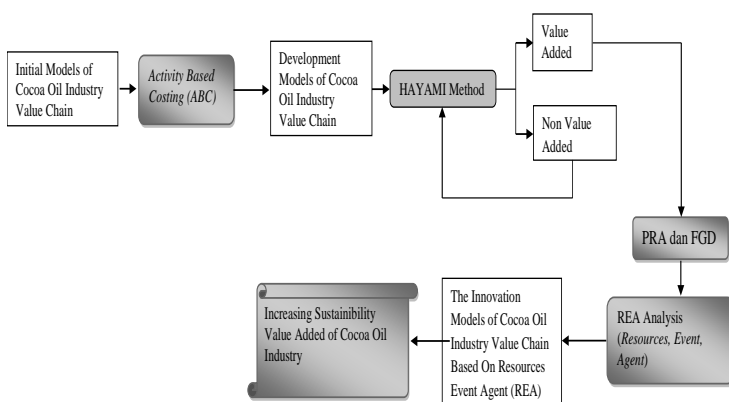 Initial Models of
Cocoa Oil Industry
Value Chain
Activity Based
Costing (ABC)
Development
Models of Cocoa
Oil Industry
Value Chain
HAYAMI Method
Value
Added
Non Value
Added
PRA dan FGD
REA Analysis
(Resources, Event,
Agent)
The Innovation
Models of Cocoa Oil
Industry Value Chain
Based On Resources
Event Agent (REA)
Increasing Sustainibility
Value Added of Cocoa Oil
Industry